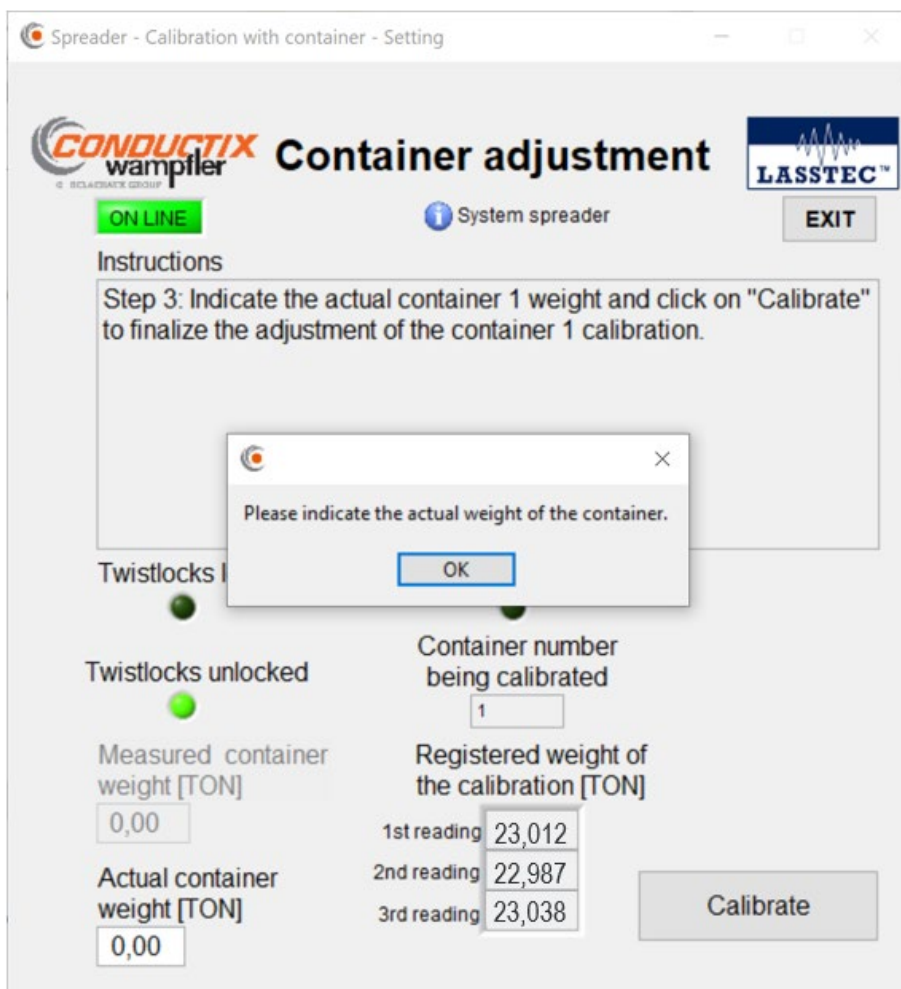 Spreader - Calibration with container - Setting
CONDUCTIX
wampfler
Container adjustment
LASSTEC™
ON LINE
System spreader
EXIT
Instructions
Step 3: Indicate the actual container 1 weight and click on "Calibrate"
to finalize the adjustment of the container 1 calibration.
Please indicate the actual weight of the container.
OK
Twistlocks
Twistlocks unlocked
Container number
being calibrated
1
Measured container
weight [TON]
0,00
Registered weight of
the calibration [TON]
1st reading 23,012
2nd reading 22,987
3rd reading 23,038
Actual container
weight [TON]
0,00
Calibrate